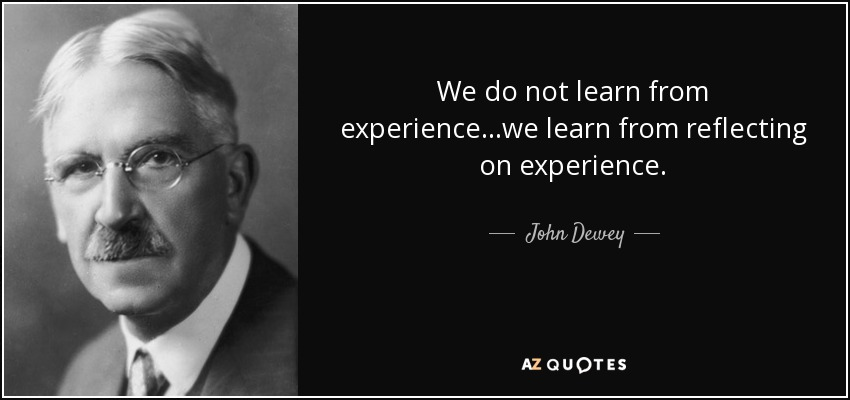 We do not learn from
experience...we learn from reflecting
on experience.
John Dewey
AZ QUOTES